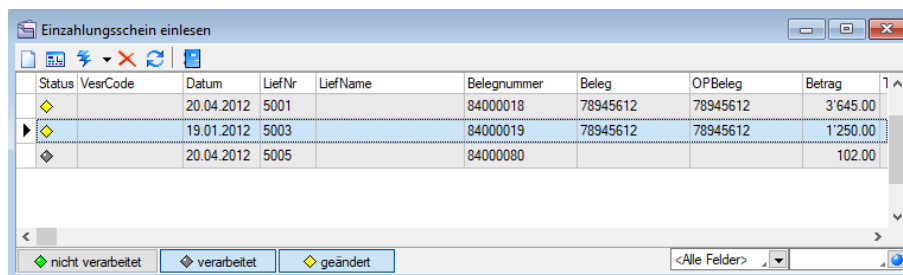 Einzahlungsschein einlesen
Status VesrCode Datum LiefNr LiefName Belegnummer Beleg OPBeleg Betrag
20.04.2012 5001 84000018 78945612 78945612 3'645.00
19.01.2012 5003 84000019 78945612 78945612 1'250.00
20.04.2012 5005 84000080 102.00
nicht verarbeitet verarbeitet geändert <Alle Felder>